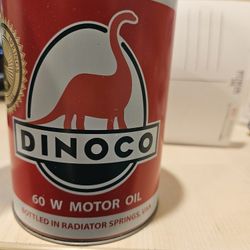 DINOCO
60 W MOTOR OIL
BOTTLED IN RADIATOR SPRINGS, USA